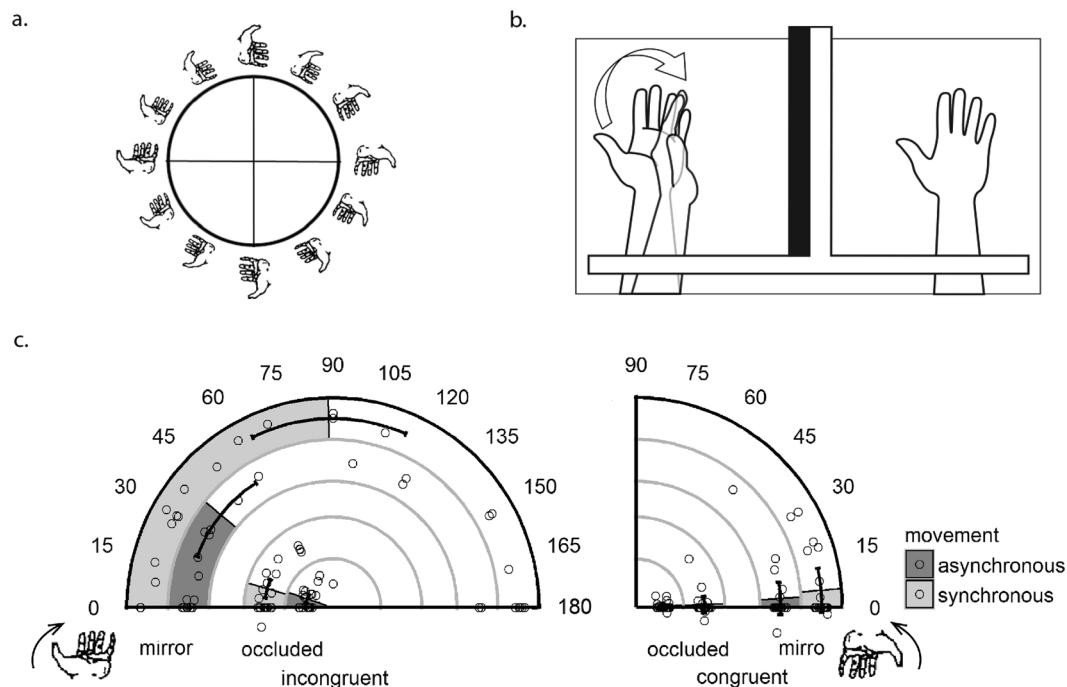 a.
b.
c.
90
75
105
60
120
45
135
30
150
15
165
0
180
mirror
occluded
incongruent
90
75
60
45
30
15
0
occluded
mirro
congruent
movement
asynchronous
synchronous